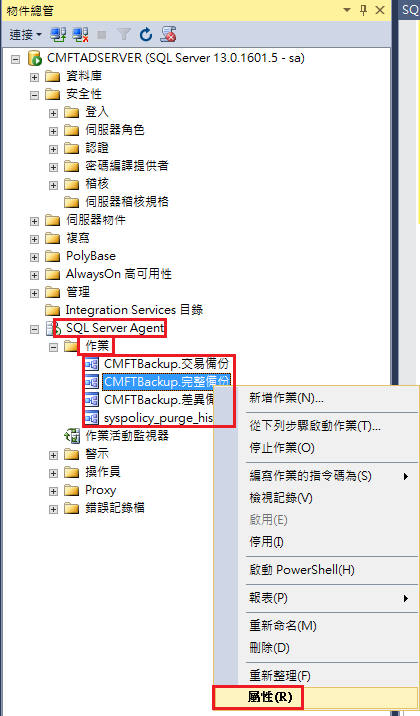 物件總管
SQ
連接
CMFTADSERVER (SQL Server 13.0.1601.5 - sa)
資料庫
安全性
登入
伺服器角色
認證
密碼編譯提供者
稽核
伺服器稽核規格
伺服器物件
複寫
PolyBase
AlwaysOn 高可用性
管理
Integration Services 目錄
SQL Server Agent
作業
CMFTBackup.交易備份
CMFTBackup.完整備份
CMFTBackup.差異備
syspolicy_purge_his
作業活動監視器
警示
操作員
Proxy
錯誤記錄檔
新增作業(N)...
從下列步驟啟動作業(T)...
停止作業(O)
編寫作業的指令碼為(S)
檢視記錄(V)
啟用(E)
停用(I)
啟動 PowerShell(H)
報表(P)
重新命名(M)
刪除(D)
重新整理(F)
屬性(R)